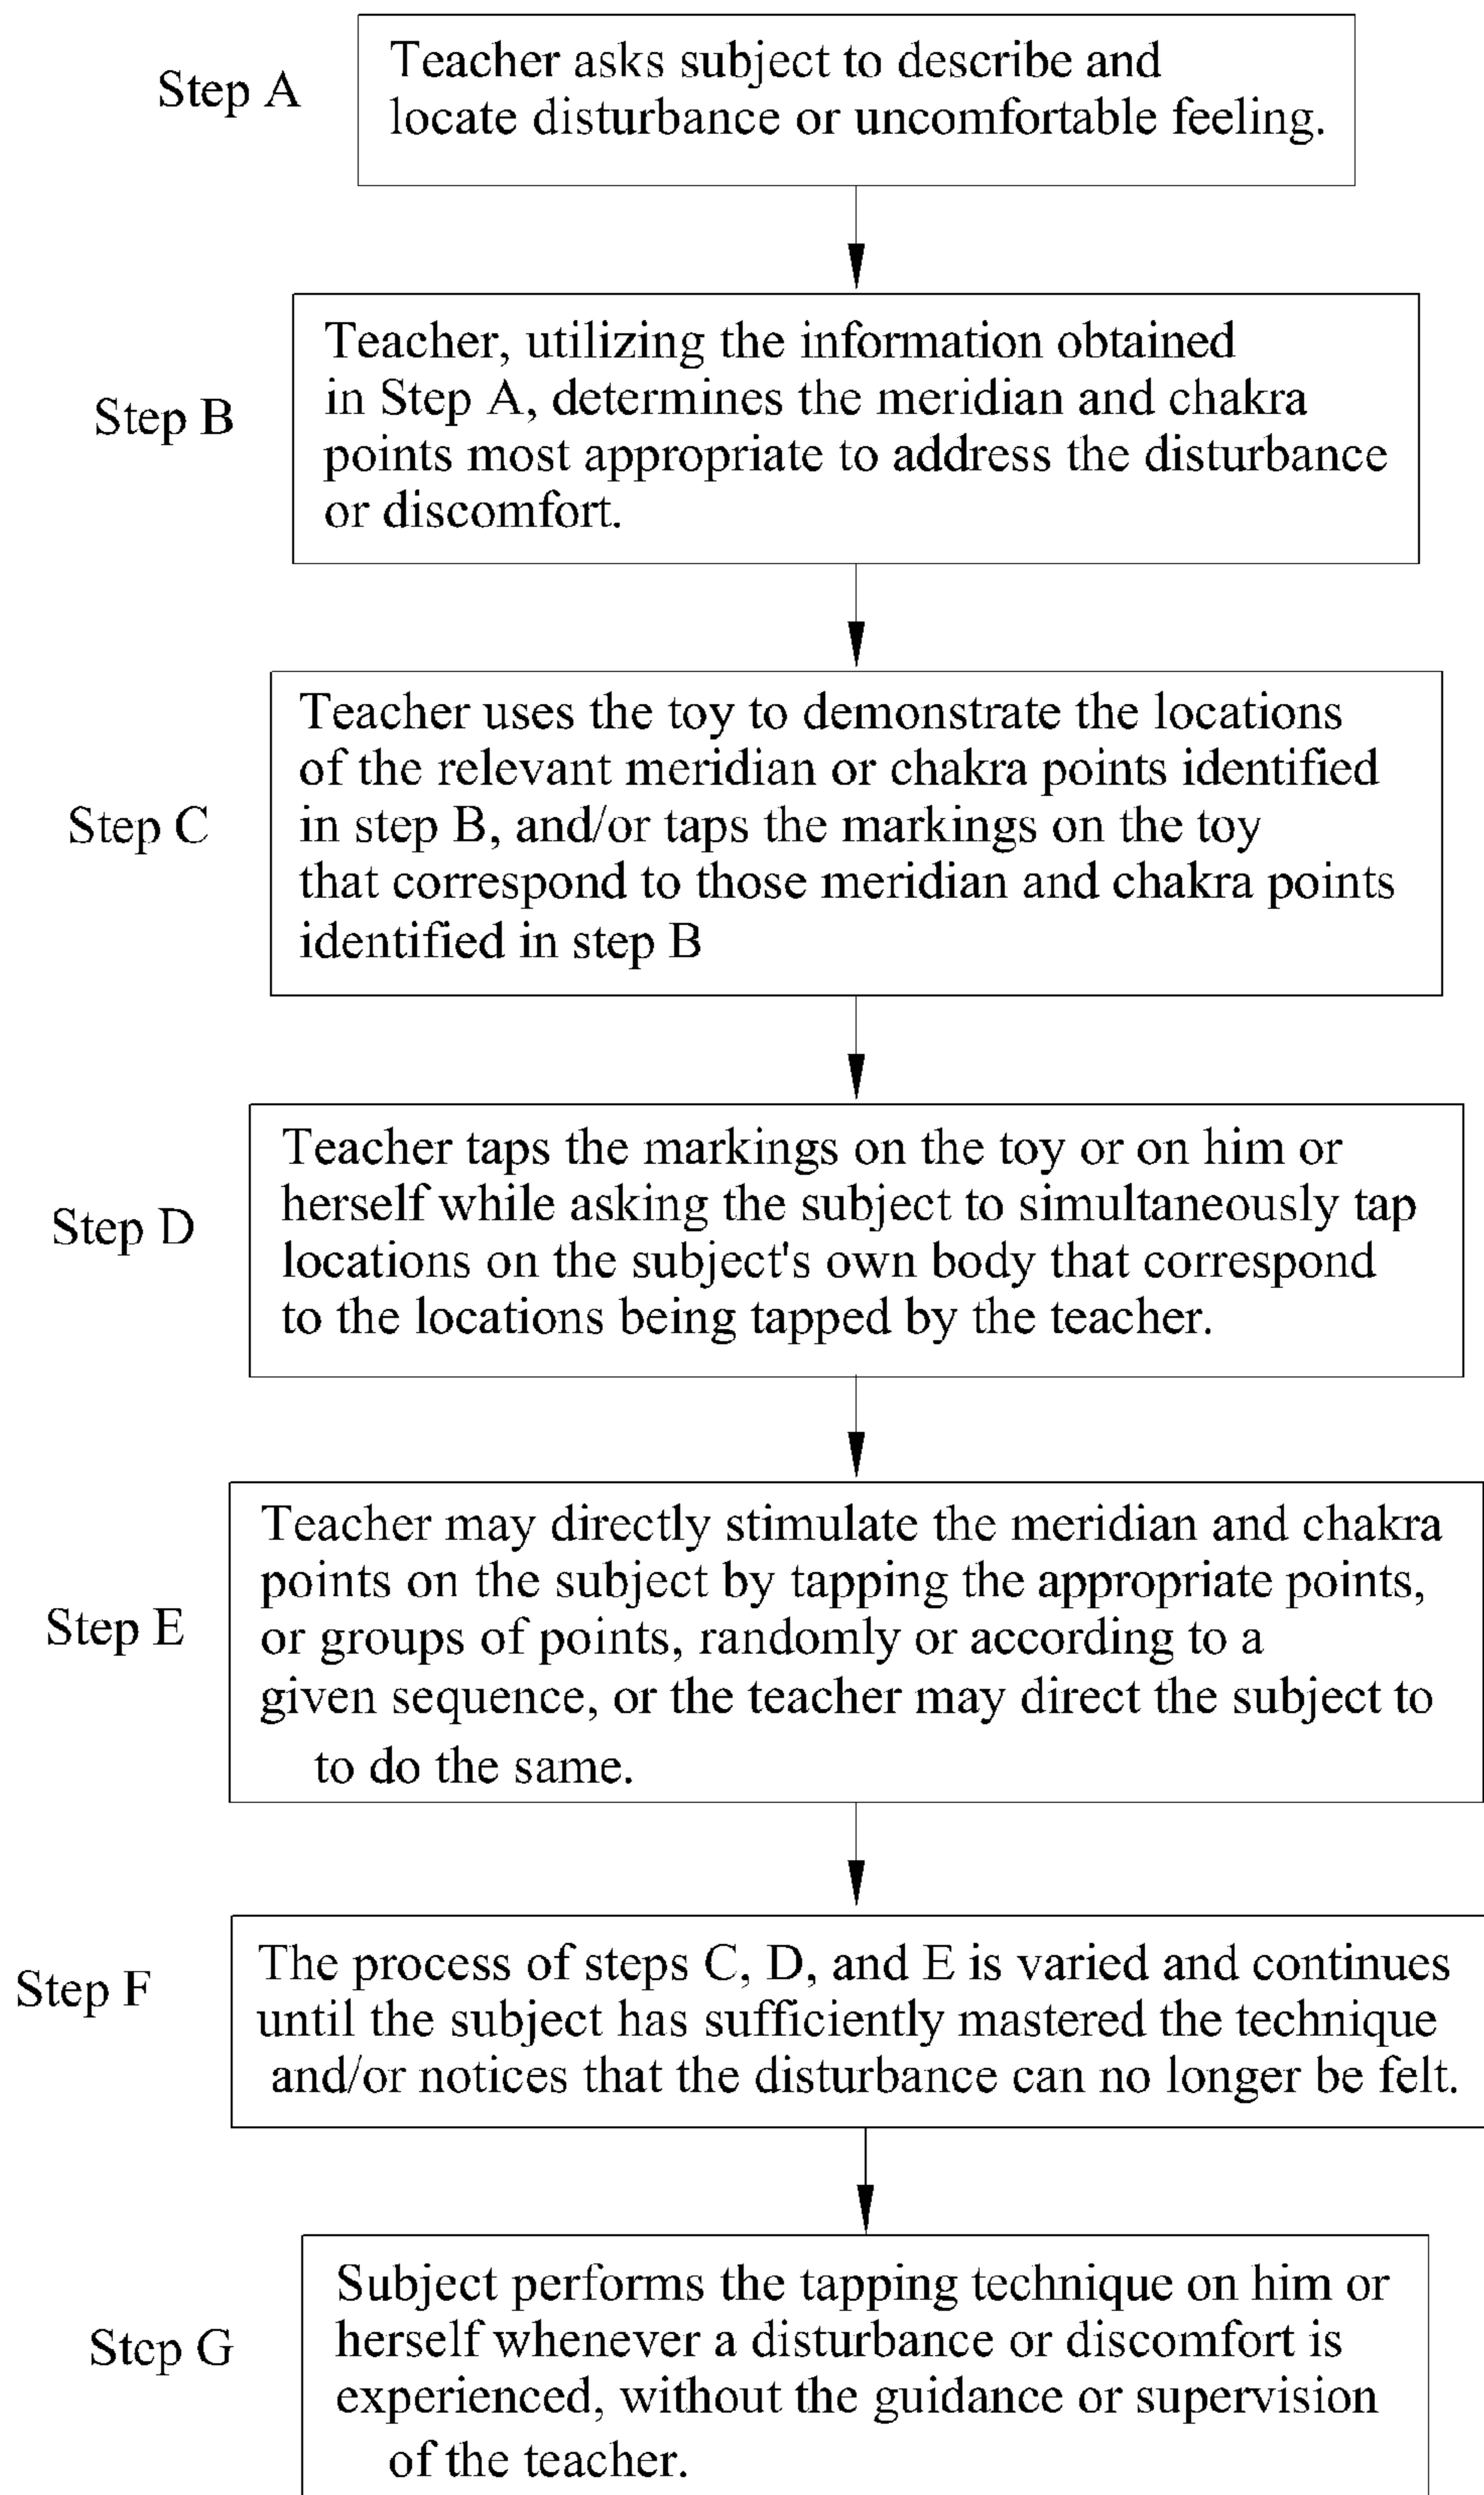 Step A
Teacher asks subject to describe and
locate disturbance or uncomfortable feeling.
Step B
Teacher, utilizing the information obtained
in Step A, determines the meridian and chakra
points most appropriate to address the disturbance
or discomfort.
Step C
Teacher uses the toy to demonstrate the locations
of the relevant meridian or chakra points identified
in step B, and/or taps the markings on the toy
that correspond to those meridian and chakra points
identified in step B
Step D
Teacher taps the markings on the toy or on him or
herself while asking the subject to simultaneously tap
locations on the subject's own body that correspond
to the locations being tapped by the teacher.
Step E
Teacher may directly stimulate the meridian and chakra
points on the subject by tapping the appropriate points,
or groups of points, randomly or according to a
given sequence, or the teacher may direct the subject to
to do the same.
Step F
The process of steps C, D, and E is varied and continues
until the subject has sufficiently mastered the technique
and/or notices that the disturbance can no longer be felt.
Step G
Subject performs the tapping technique on him or
herself whenever a disturbance or discomfort is
experienced, without the guidance or supervision
of the teacher.